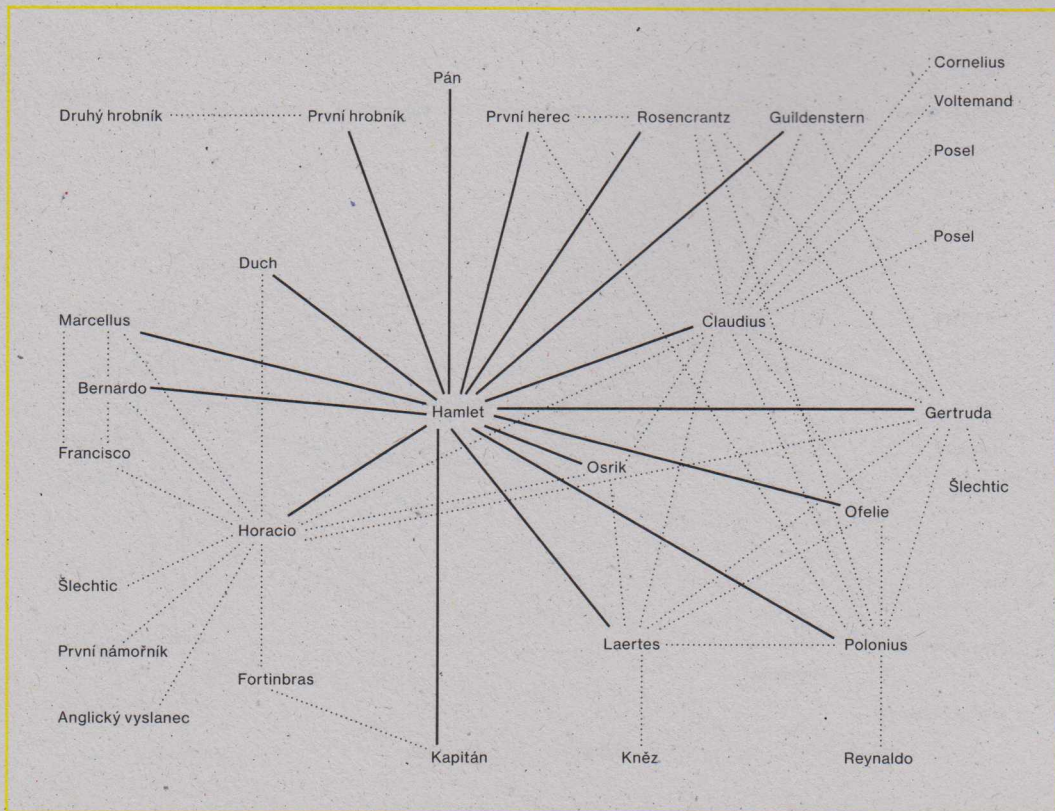 Cornelius
Pán
Voltemand
Druhý hrobník
První hrobník
První herec
Rosencrantz
Guildenstern
Posel
Posel
Duch
Marcellus
Claudius
Bernardo
Hamlet
Gertruda
Francisco
Osrik
Šlechtic
Ofelie
Horacio
Šlechtic
První námořník
Laertes
Polonius
Fortinbras
Anglický vyslanec
Kapitán
Kněz
Reynaldo